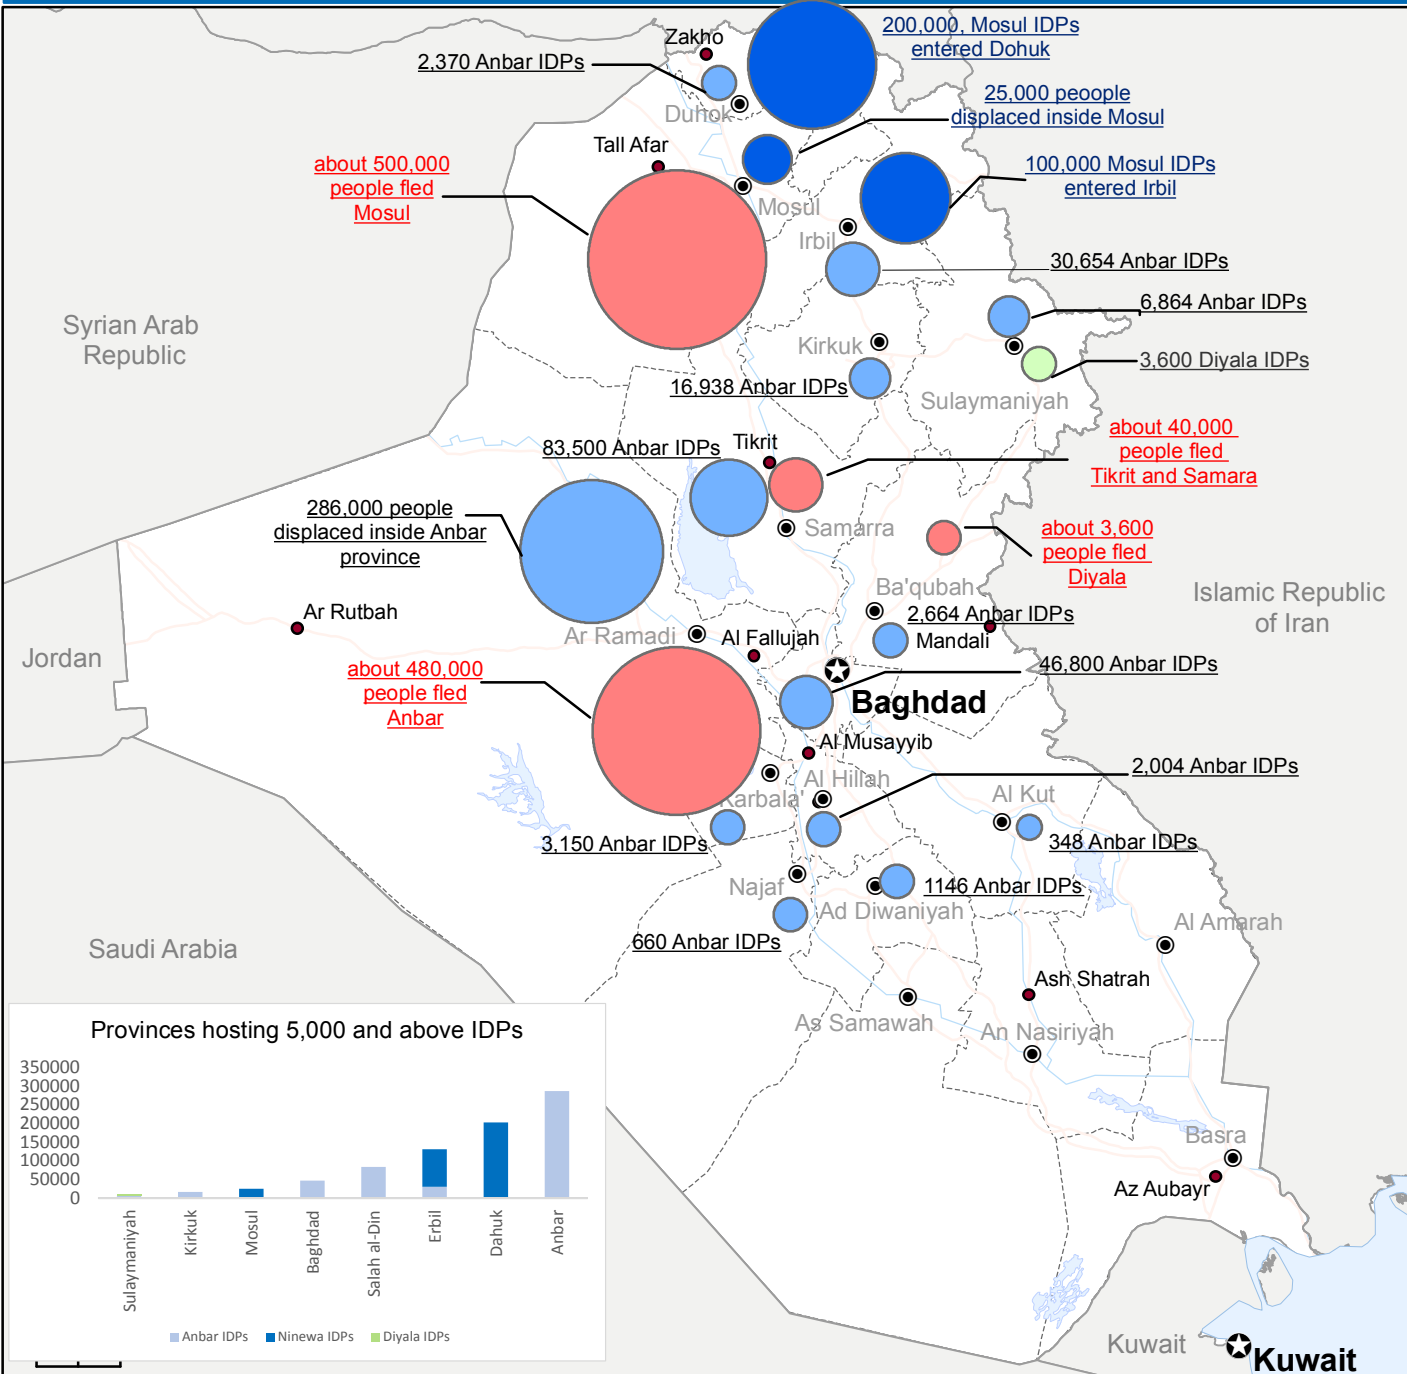 200,000, Mosul IDPs
entered Dohuk
Zakho
2,370 Anbar IDPs
25,000 peoople
displaced inside Mosul
Duhok
Tall Afar
about 500,000
people fled
Mosul
100,000 Mosul IDPs
entered Irbil
Mosul
Irbil
30,654 Anbar IDPs
6,864 Anbar IDPs
Syrian Arab
Republic
Kirkuk
3,600 Diyala IDPs
16,938 Anbar IDPs
Sulaymaniyah
about 40,000
people fled
Tikrit and Samara
83,500 Anbar IDPs
Tikrit
286,000 people
displaced inside Anbar
province
Samarra
about 3,600
people fled
Diyala
Islamic Republic
of Iran
Ba'qubah
2,664 Anbar IDPs
Mandali
Ar Rutbah
Ar Ramadi
Al Fallujah
Jordan
about 480,000
people fled
Anbar
46,800 Anbar IDPs
Baghdad
Al Musayyib
2,004 Anbar IDPs
Al Hillah
Karbala'
Al Kut
3,150 Anbar IDPs
348 Anbar IDPs
Najaf
1146 Anbar IDPs
Ad Diwaniyah
660 Anbar IDPs
Al Amarah
Saudi Arabia
Ash Shatrah
As Samawah
An Nasiriyah
Basra
Az Aubayr
Kuwait
Kuwait
Provinces hosting 5,000 and above IDPs
350000
300000
250000
200000
150000
100000
50000
0
Sulaymaniyah
Kirkuk
Mosul
Baghdad
Salah al-Din
Erbil
Dahuk
Anbar
Anbar IDPs
Ninewa IDPs
Diyala IDPs